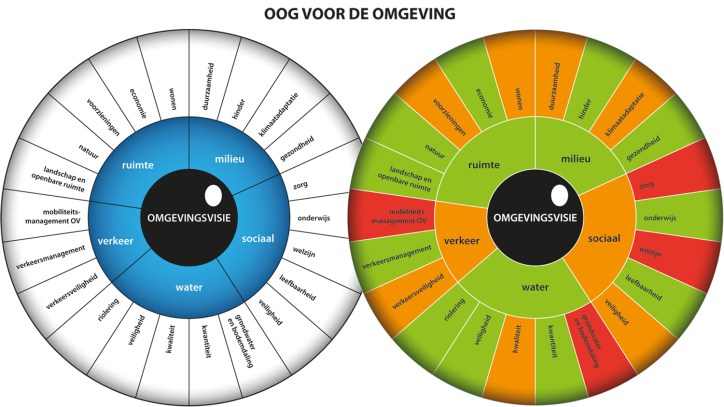 OOG VOOR DE OMGEVING
OMGEVINGSVISIE
ruimte
milieu
sociaal
water
verkeer
duurzaamheid
hinder
klimaatadaptatie
gezondheid
zorg
onderwijs
welzijn
leefbaarheid
veiligheid
grondwater
en bodemdaling
kwantiteit
kwaliteit
veiligheid
riolering
verkeersveiligheid
verkeersmanagement
mobiliteits-
management OV
landschap en
openbare ruimte
natuur
voorzieningen
economie
wonen
OMGEVINGSVISIE
ruimte
milieu
sociaal
water
verkeer
duurzaamheid
hinder
klimaatadaptatie
gezondheid
zorg
onderwijs
welzijn
leefbaarheid
veiligheid
grondwater
en bodemdaling
kwantiteit
kwaliteit
veiligheid
riolering
verkeersveiligheid
verkeersmanagement
mobiliteits-
management OV
landschap en
openbare ruimte
natuur
voorzieningen
economie
wonen